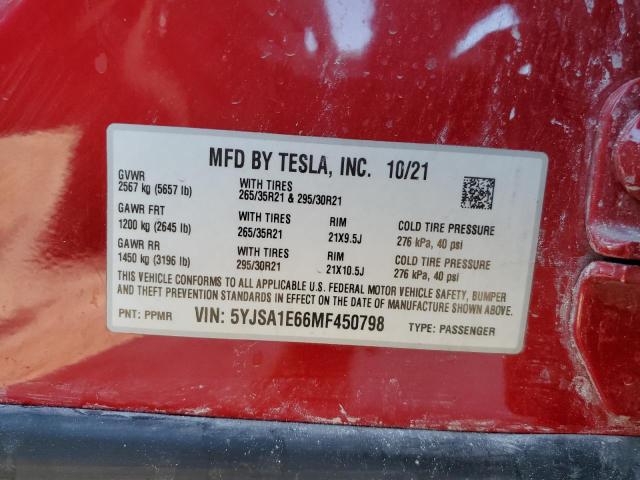 MFD BY TESLA, INC. 10/21
GVWR
2567 kg (5657 lb)
WITH TIRES
265/35R21 & 295/30R21
GAWR FRT
1200 kg (2645 lb)
WITH TIRES
265/35R21
RIM
21X9.5J
COLD TIRE PRESSURE
276 kPa, 40 psi
GAWR RR
1450 kg (3196 lb)
WITH TIRES
295/30R21
RIM
21X10.5J
COLD TIRE PRESSURE
276 kPa, 40 psi
THIS VEHICLE CONFORMS TO ALL APPLICABLE U.S. FEDERAL MOTOR VEHICLE SAFETY, BUMPER
AND THEFT PREVENTION STANDARDS IN EFFECT ON THE DATE OF MANUFACTURE SHOWN ABOVE.
PNT: PPMR VIN: 5YJSA1E66MF450798 TYPE: PASSENGER